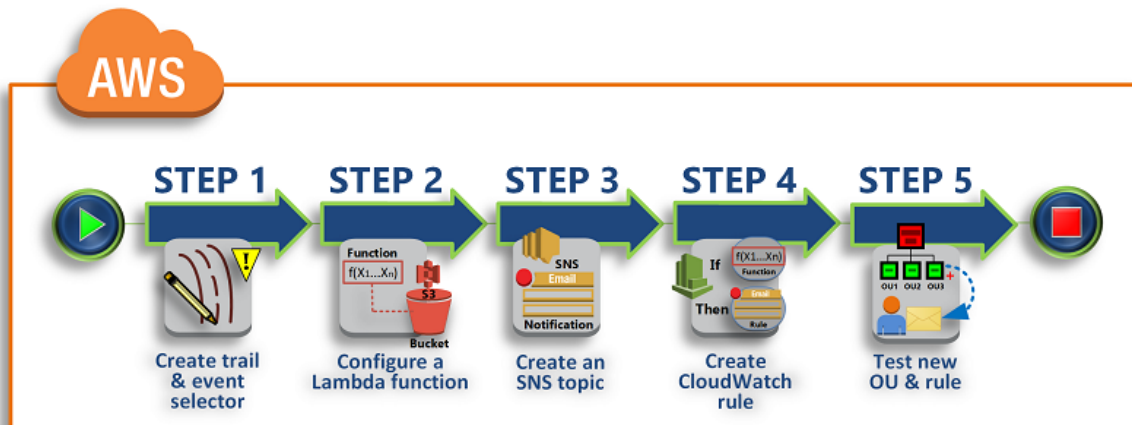 AWS
STEP 1
STEP 2
STEP 3
STEP 4
STEP 5
!
Function
f(X1...Xn)
S3
Bucket
SNS
Email
Notification
If
f(X1...Xn)
Function
Then
Email
Rule
OU1 OU2 OU3
+
Create trail
& event
selector
Configure a
Lambda function
Create an
SNS topic
Create
CloudWatch
rule
Test new
OU & rule